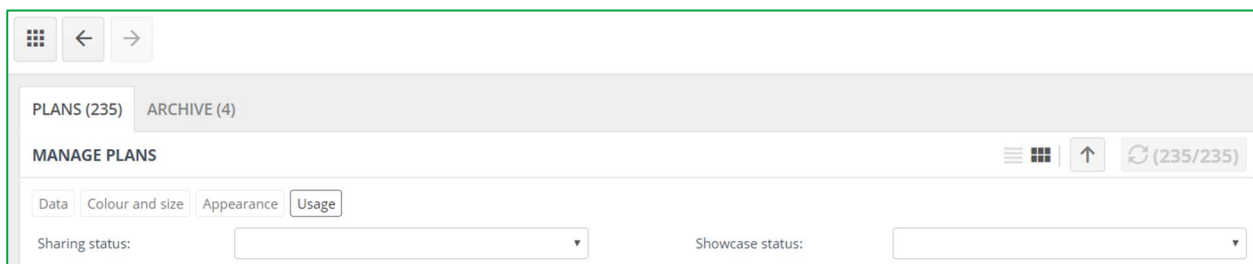 PLANS (235) ARCHIVE (4)
MANAGE PLANS (235/235)
Data Colour and size Appearance Usage
Sharing status: Showcase status: